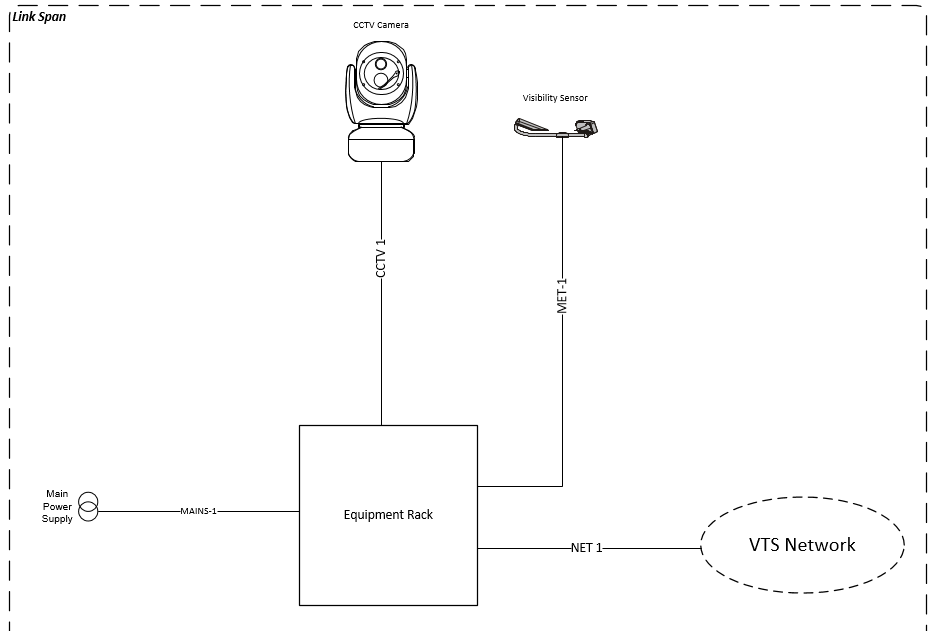 Link Span
CCTV Camera
Visibility Sensor
CCTV 1
MET-1
Main
Power
Supply
MAINS-1
Equipment Rack
NET 1
VTS Network